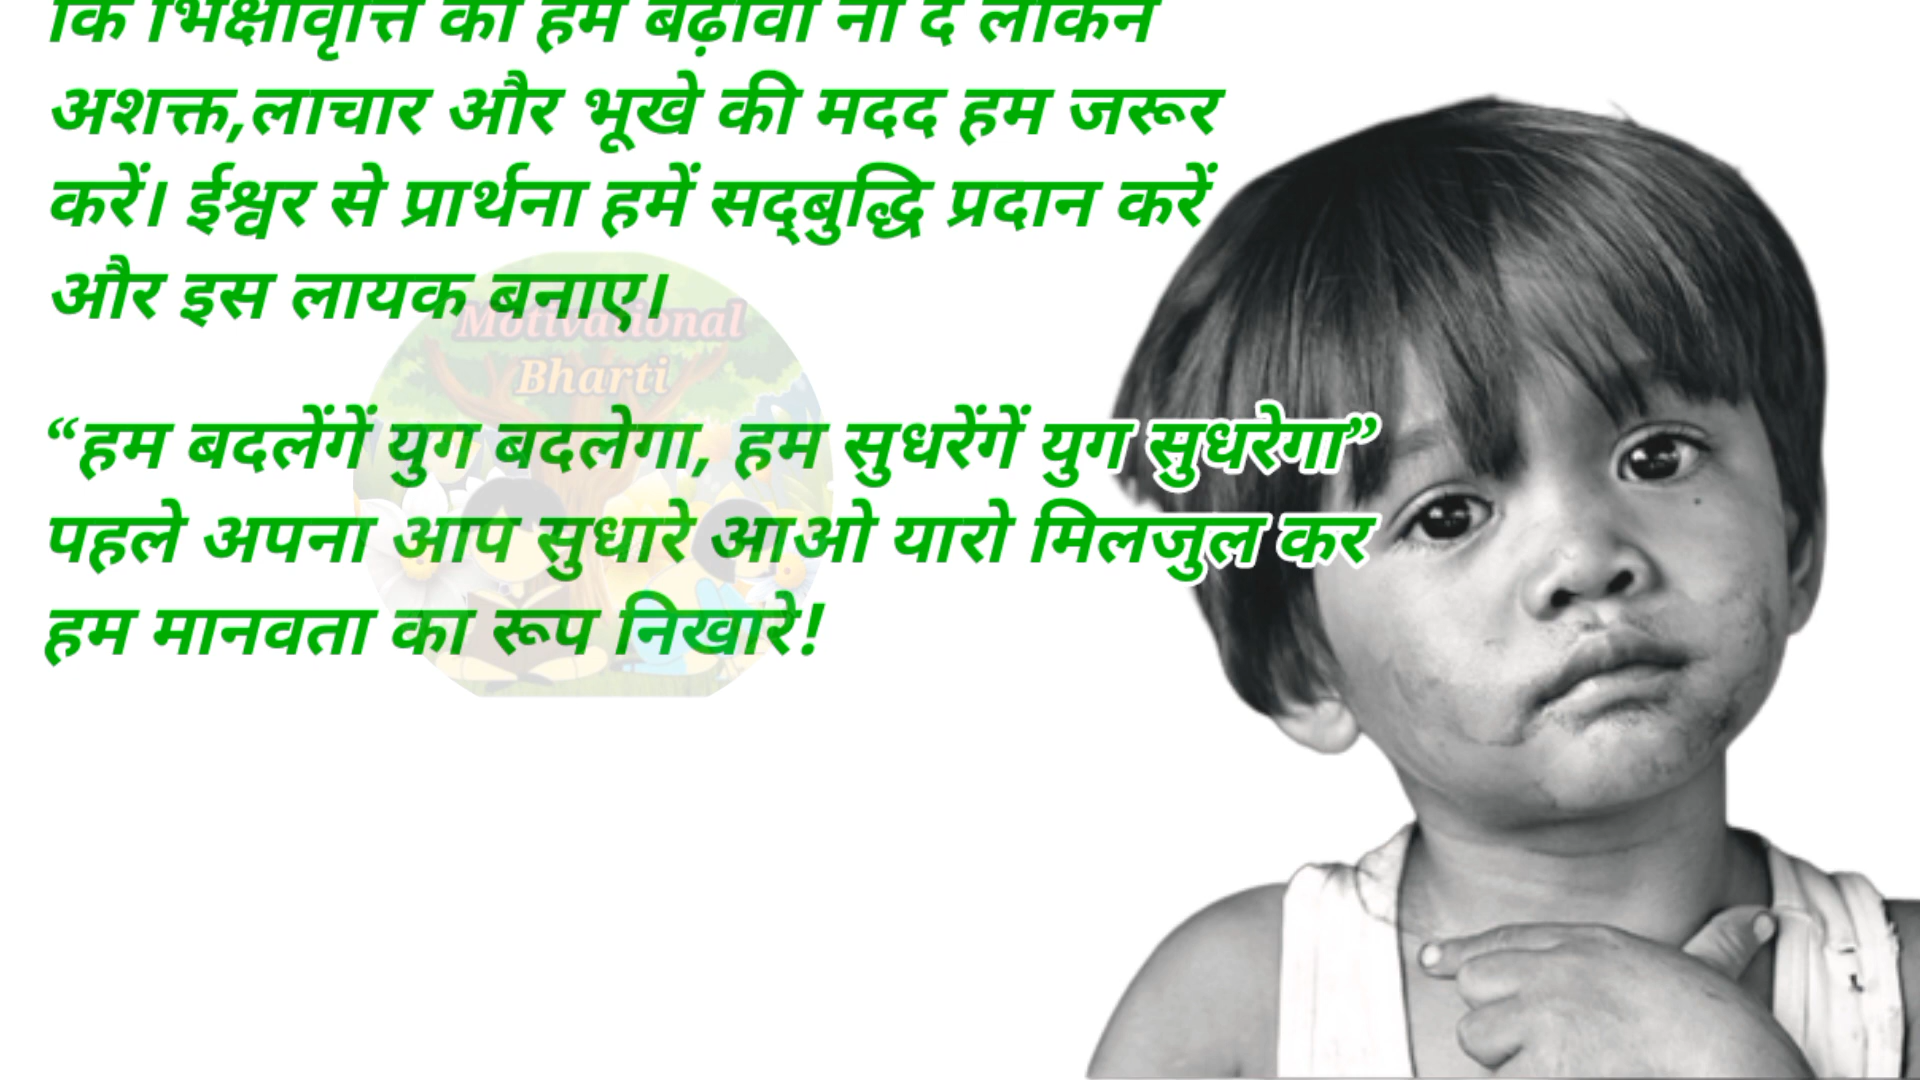 कि भिक्षावृत्ति को हम बढ़ावा ना दें लेकिन
अशक्त,लाचार और भूखे की मदद हम जरूर
करें। ईश्वर से प्रार्थना हमें सद्बुद्धि प्रदान करें
और इस लायक बनाए।
Motivational
Bharti
“हम बदलेंगें युग बदलेगा, हम सुधरेंगें युग सुधरेगा”
पहले अपना आप सुधारे आओ यारो मिलजुल कर
हम मानवता का रूप निखारे!